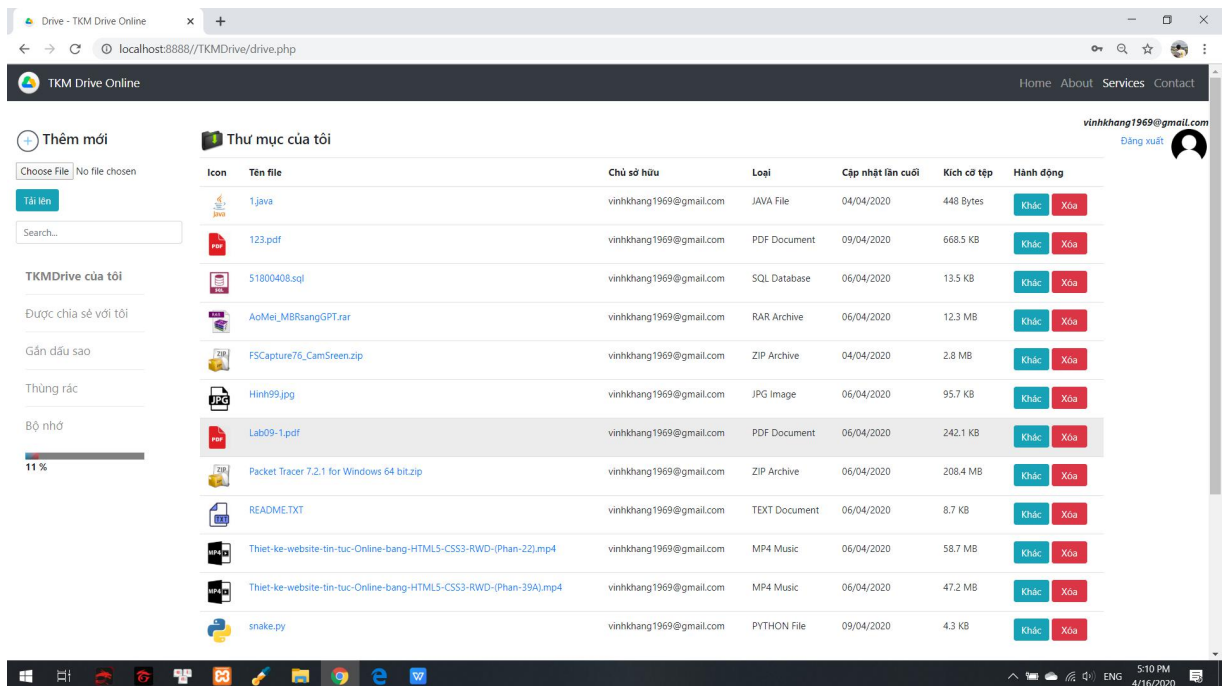 Drive - TKM Drive Online
localhost:8888//TKMDrive/drive.php
TKM Drive Online
Home About Services Contact
vinhkhang1969@gmail.com
Đăng xuất
Thêm mới
Choose File No file chosen
Tải lên
Search...
TKMDrive của tôi
Được chia sẻ với tôi
Gắn dấu sao
Thùng rác
Bộ nhớ
11 %
Thư mục của tôi
Icon Tên file Chủ sở hữu Loại Cập nhật lần cuối Kích cỡ tệp Hành động
java 1.java vinhkhang1969@gmail.com JAVA File 04/04/2020 448 Bytes Khác Xóa
PDF 123.pdf vinhkhang1969@gmail.com PDF Document 09/04/2020 668.5 KB Khác Xóa
SQL 51800408.sql vinhkhang1969@gmail.com SQL Database 06/04/2020 13.5 KB Khác Xóa
RAR AoMei_MBRsangGPT.rar vinhkhang1969@gmail.com RAR Archive 06/04/2020 12.3 MB Khác Xóa
ZIP FSCapture76_CamSreen.zip vinhkhang1969@gmail.com ZIP Archive 04/04/2020 2.8 MB Khác Xóa
JPG Hinh99.jpg vinhkhang1969@gmail.com JPG Image 06/04/2020 95.7 KB Khác Xóa
PDF Lab09-1.pdf vinhkhang1969@gmail.com PDF Document 06/04/2020 242.1 KB Khác Xóa
ZIP Packet Tracer 7.2.1 for Windows 64 bit.zip vinhkhang1969@gmail.com ZIP Archive 06/04/2020 208.4 MB Khác Xóa
TXT README.TXT vinhkhang1969@gmail.com TEXT Document 06/04/2020 8.7 KB Khác Xóa
MP4 Thiet-ke-website-tin-tuc-Online-bang-HTML5-CSS3-RWD-(Phan-22).mp4 vinhkhang1969@gmail.com MP4 Music 06/04/2020 58.7 MB Khác Xóa
MP4 Thiet-ke-website-tin-tuc-Online-bang-HTML5-CSS3-RWD-(Phan-39A).mp4 vinhkhang1969@gmail.com MP4 Music 06/04/2020 47.2 MB Khác Xóa
snake.py vinhkhang1969@gmail.com PYTHON File 09/04/2020 4.3 KB Khác Xóa
ENG
5:10 PM
4/16/2020